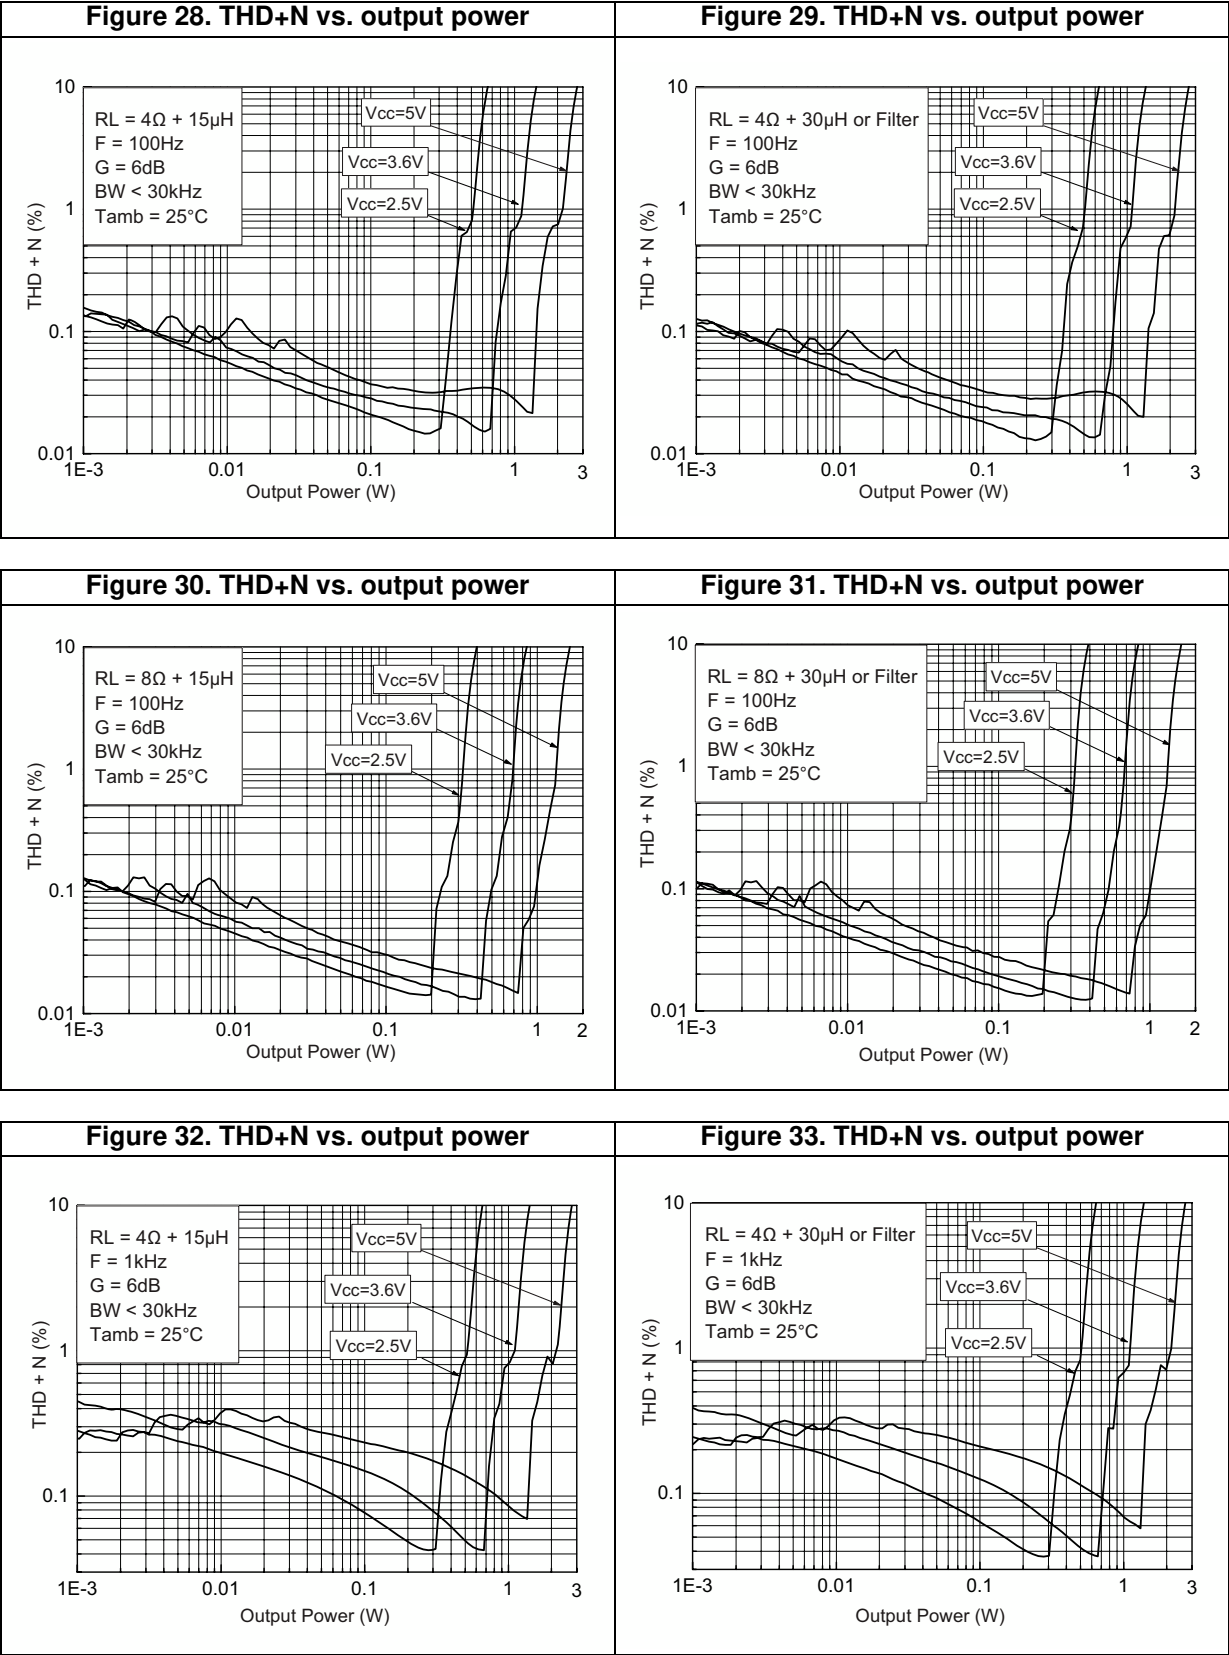 Figure 28. THD+N vs. output power
10
1
0.1
0.01
THD + N (%)
RL = 4Ω + 15µH
F = 100Hz
G = 6dB
BW < 30kHz
Tamb = 25°C
Vcc=5V
Vcc=3.6V
Vcc=2.5V
1E-3
0.01
0.1
1
3
Output Power (W)
Figure 29. THD+N vs. output power
10
1
0.1
0.01
THD + N (%)
RL = 4Ω + 30µH or Filter
F = 100Hz
G = 6dB
BW < 30kHz
Tamb = 25°C
Vcc=5V
Vcc=3.6V
Vcc=2.5V
1E-3
0.01
0.1
1
3
Output Power (W)
Figure 30. THD+N vs. output power
10
1
0.1
0.01
THD + N (%)
RL = 8Ω + 15µH
F = 100Hz
G = 6dB
BW < 30kHz
Tamb = 25°C
Vcc=5V
Vcc=3.6V
Vcc=2.5V
1E-3
0.01
0.1
1
2
Output Power (W)
Figure 31. THD+N vs. output power
10
1
0.1
0.01
THD + N (%)
RL = 8Ω + 30µH or Filter
F = 100Hz
G = 6dB
BW < 30kHz
Tamb = 25°C
Vcc=5V
Vcc=3.6V
Vcc=2.5V
1E-3
0.01
0.1
1
2
Output Power (W)
Figure 32. THD+N vs. output power
10
1
0.1
THD + N (%)
RL = 4Ω + 15µH
F = 1kHz
G = 6dB
BW < 30kHz
Tamb = 25°C
Vcc=5V
Vcc=3.6V
Vcc=2.5V
1E-3
0.01
0.1
1
3
Output Power (W)
Figure 33. THD+N vs. output power
10
1
0.1
THD + N (%)
RL = 4Ω + 30µH or Filter
F = 1kHz
G = 6dB
BW < 30kHz
Tamb = 25°C
Vcc=5V
Vcc=3.6V
Vcc=2.5V
1E-3
0.01
0.1
1
3
Output Power (W)